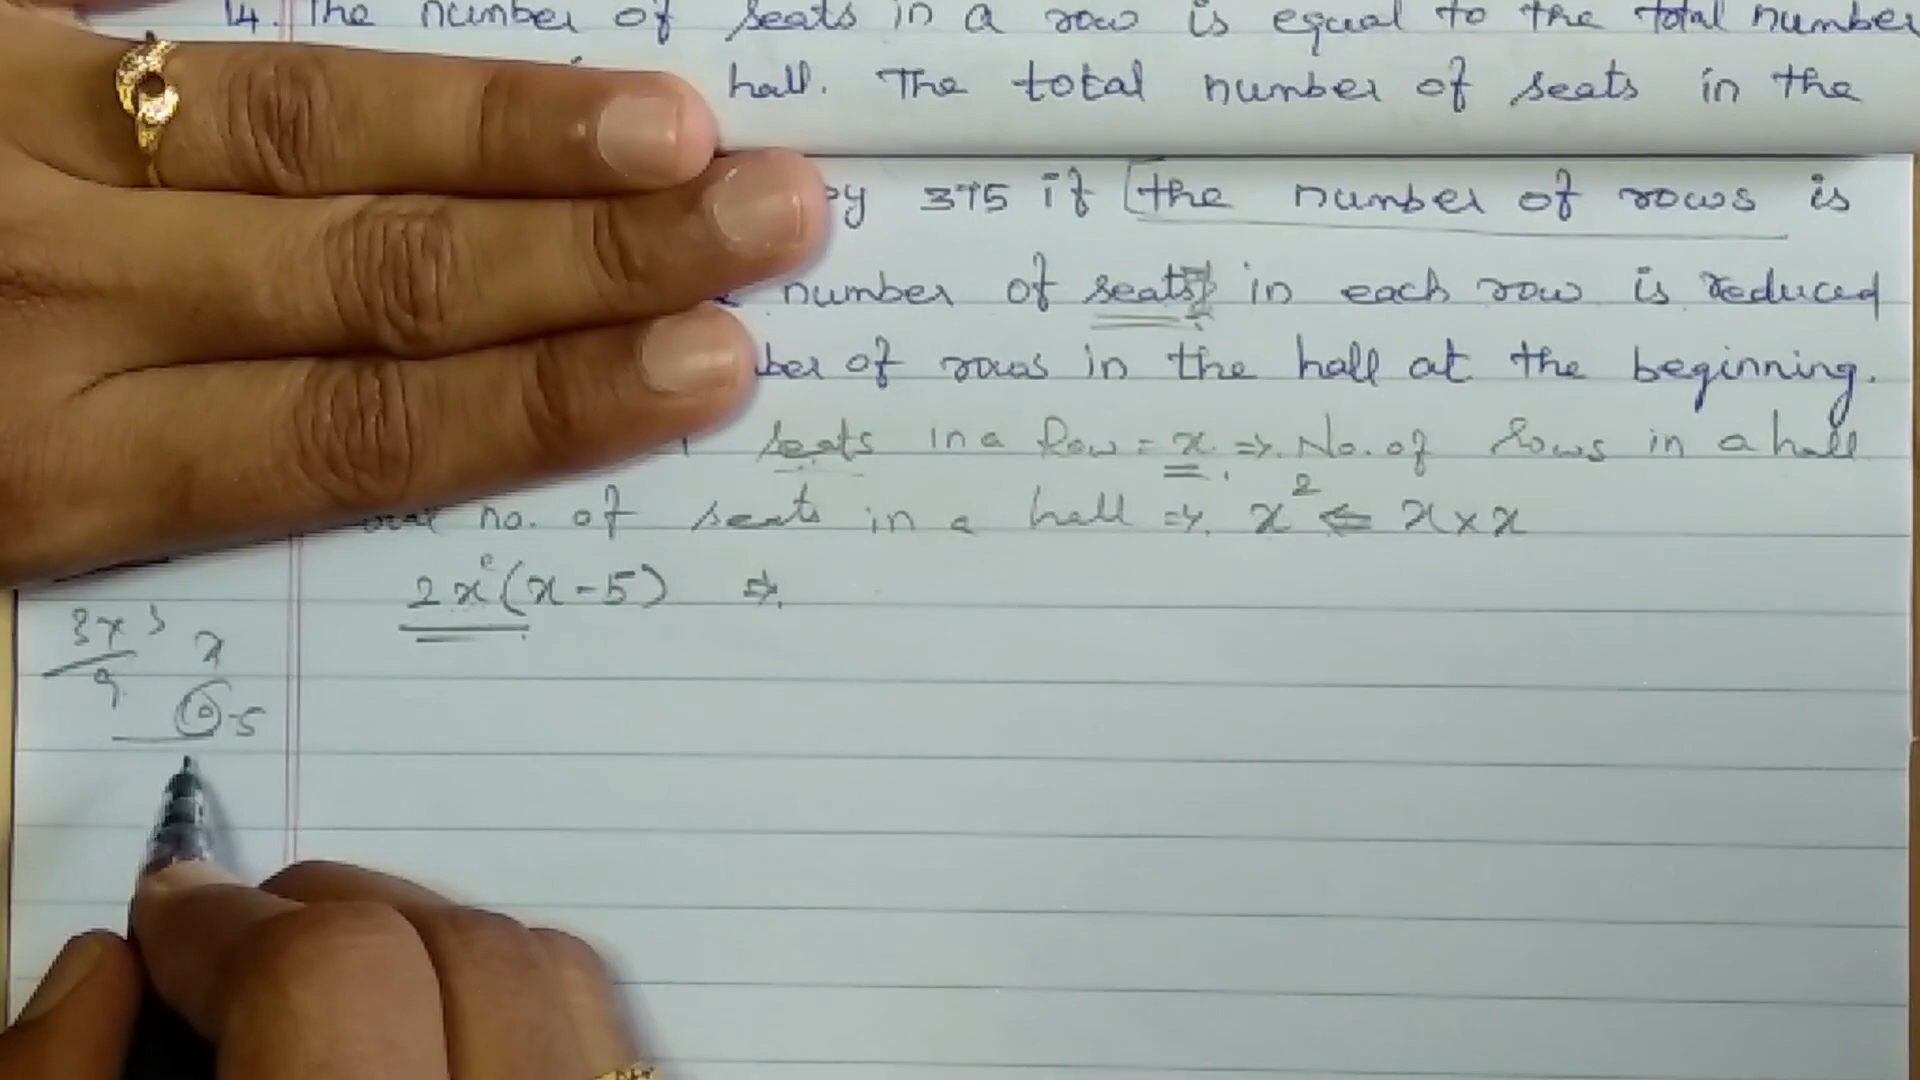 14. The number of seats in a row is equal to the total number
hall. The total number of seats in the
by 375 if [the number of rows is
number of seats in each row is reduced
ber of rows in the hall at the beginning.
seats in a Row = x ⇒ No. of Rows in a hall
no. of seats in a hall ⇒ x² ⇐ x × x
2x²(x-5) ⇒
3x3 x
9 -5